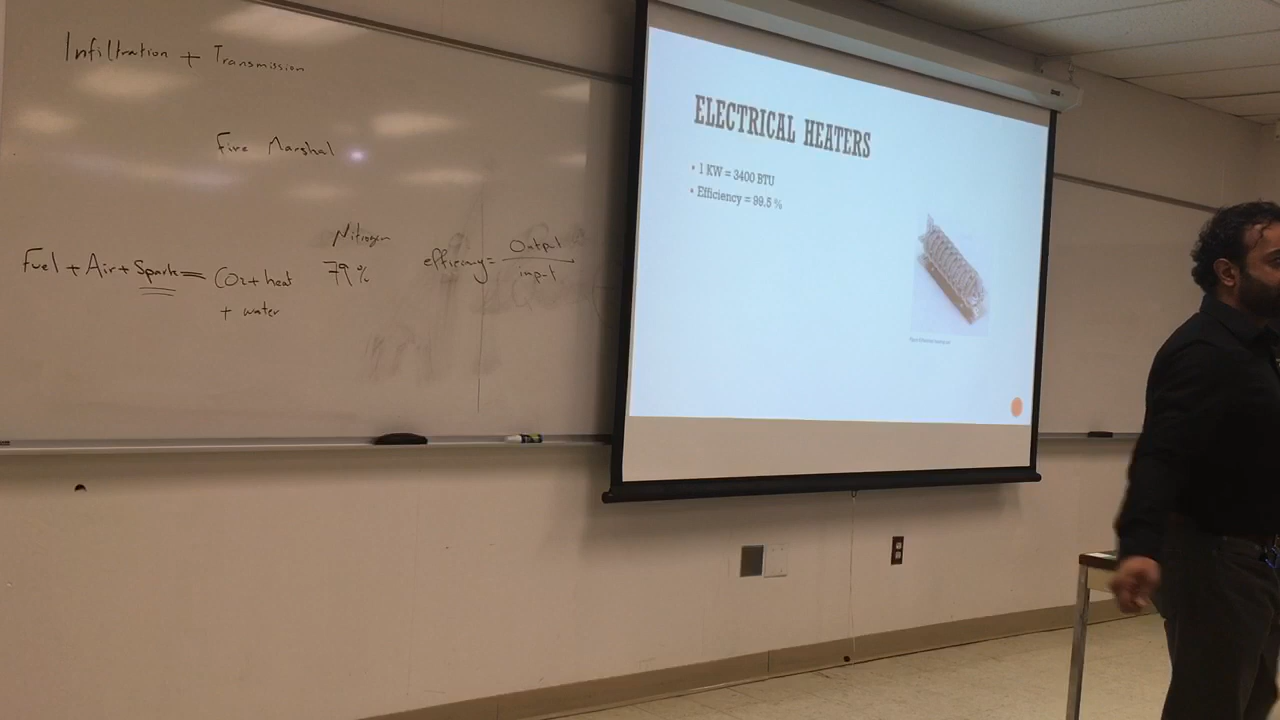 Infiltration + Transmission
Fire Marshal
Nitrogen
79 %
Fuel + Air + Spark = CO2 + heat
+ water
efficiency = Output
input
ELECTRICAL HEATERS
• 1 KW = 3400 BTU
• Efficiency = 99.5 %